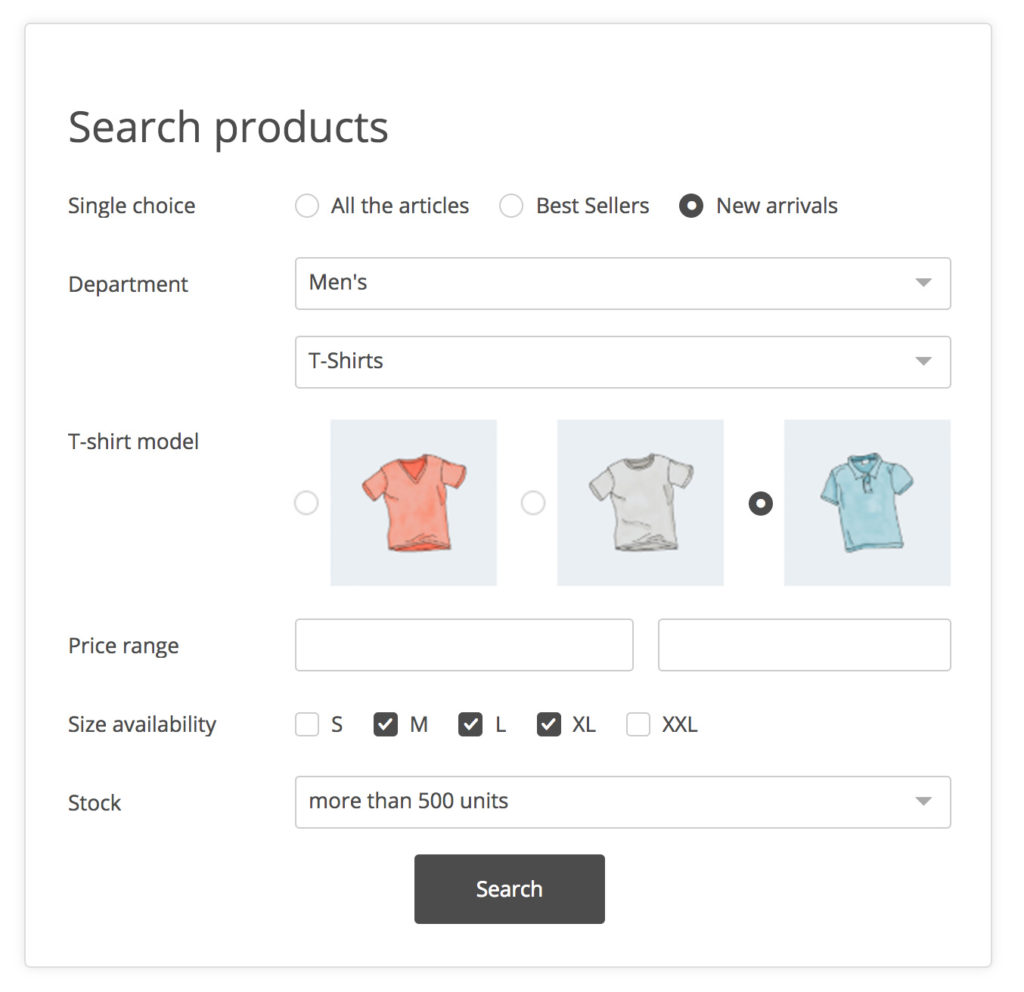 Search products
Single choice All the articles Best Sellers New arrivals
Department Men's
T-Shirts
T-shirt model
Price range
Size availability S M L XL XXL
Stock more than 500 units
Search